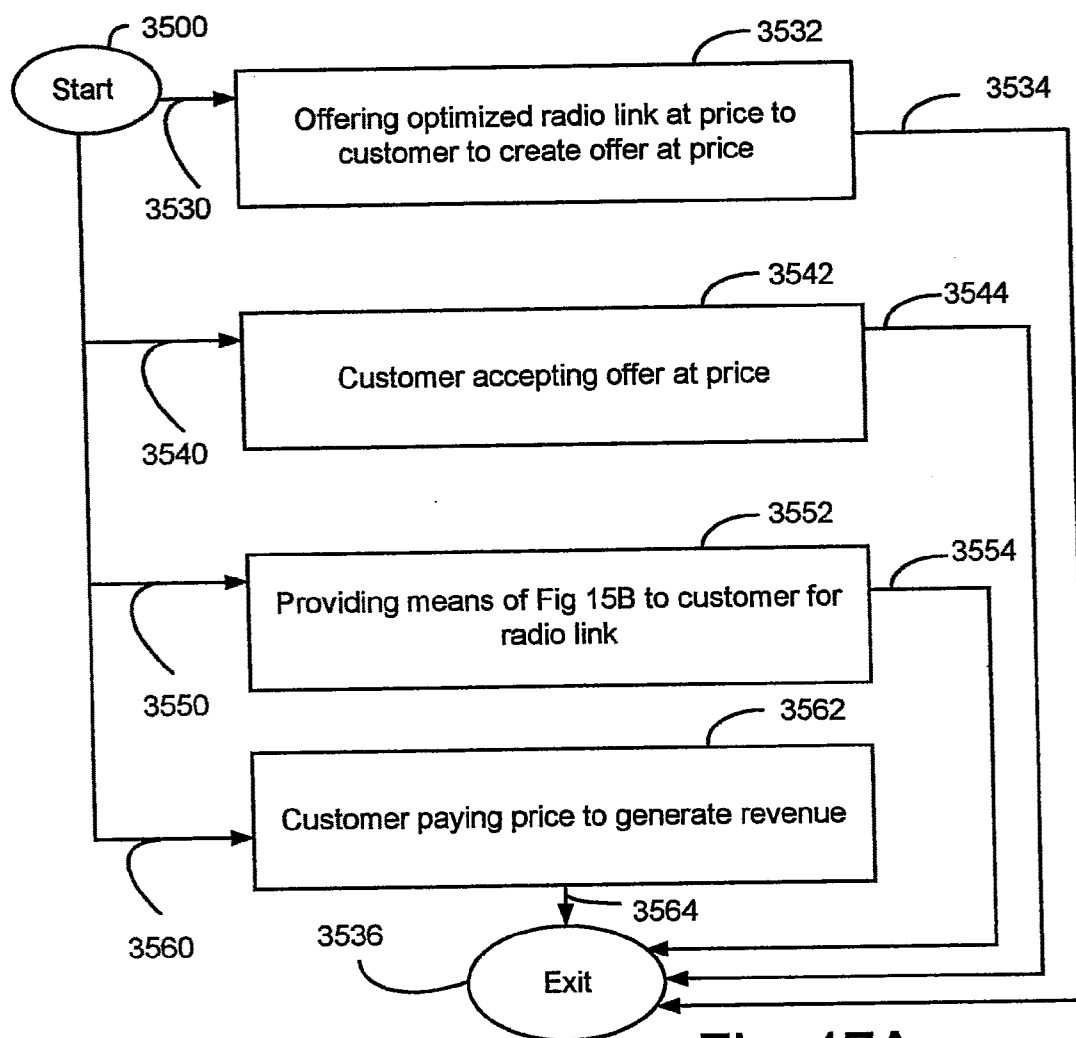 3500
Start
3532
3534
Offering optimized radio link at price to
customer to create offer at price
3530
3542
3544
Customer accepting offer at price
3540
3552
3554
Providing means of Fig 15B to customer for
radio link
3550
3562
Customer paying price to generate revenue
3560
3564
3536
Exit